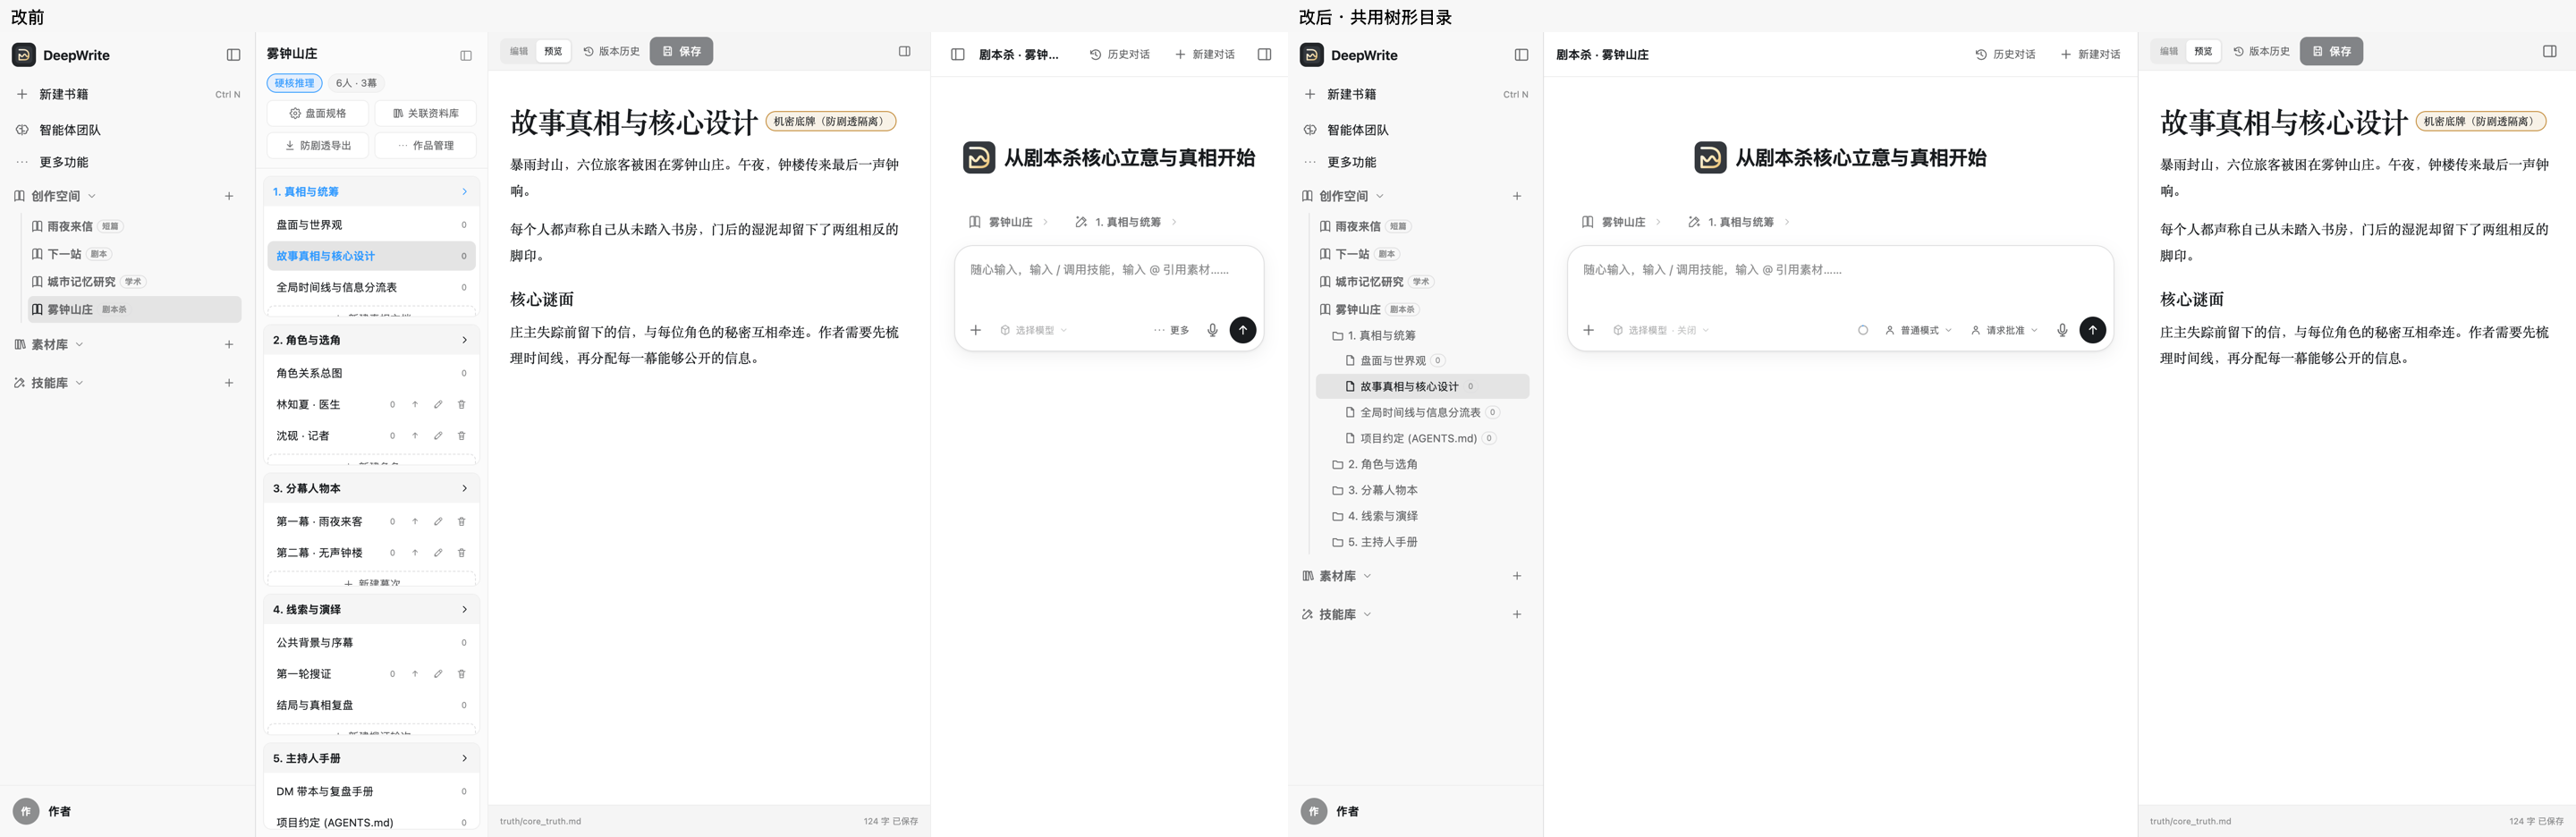 改前
DeepWrite
新建书籍 Ctrl N
智能体团队
更多功能
创作空间
雨夜来信 短篇
下一站 剧本
城市记忆研究 学术
雾钟山庄 剧本杀
素材库
技能库
作 作者
雾钟山庄
硬核推理 6人 · 3幕
盘面规格 关联资料库
防剧透导出 作品管理
1. 真相与统筹
盘面与世界观 0
故事真相与核心设计 0
全局时间线与信息分流表 0
2. 角色与选角
角色关系总图 0
林知夏 · 医生 0
沈砚 · 记者 0
3. 分幕人物本
第一幕 · 雨夜来客 0
第二幕 · 无声钟楼 0
新建幕次
4. 线索与演绎
公共背景与序幕 0
第一轮搜证 0
结局与真相复盘 0
5. 主持人手册
DM 带本与复盘手册 0
项目约定 (AGENTS.md) 0
编辑 预览 版本历史 保存
故事真相与核心设计 机密底牌（防剧透隔离）
暴雨封山，六位旅客被困在雾钟山庄。午夜，钟楼传来最后一声钟
响。
每个人都声称自己从未踏入书房，门后的湿泥却留下了两组相反的
脚印。
核心谜面
庄主失踪前留下的信，与每位角色的秘密互相牵连。作者需要先梳
理时间线，再分配每一幕能够公开的信息。
truth/core_truth.md 124 字 已保存
剧本杀 · 雾钟... 历史对话 新建对话
从剧本杀核心立意与真相开始
雾钟山庄 1. 真相与统筹
随心输入，输入 / 调用技能，输入 @ 引用素材……
选择模型 ··· 更多
改后 · 共用树形目录
DeepWrite
新建书籍 Ctrl N
智能体团队
更多功能
创作空间
雨夜来信 短篇
下一站 剧本
城市记忆研究 学术
雾钟山庄 剧本杀
1. 真相与统筹
盘面与世界观 0
故事真相与核心设计 0
全局时间线与信息分流表 0
项目约定 (AGENTS.md) 0
2. 角色与选角
3. 分幕人物本
4. 线索与演绎
5. 主持人手册
素材库
技能库
作 作者
剧本杀 · 雾钟山庄 历史对话 新建对话
从剧本杀核心立意与真相开始
雾钟山庄 1. 真相与统筹
随心输入，输入 / 调用技能，输入 @ 引用素材……
选择模型 · 关闭 普通模式 请求批准
编辑 预览 版本历史 保存
故事真相与核心设计 机密底牌（防剧透隔离）
暴雨封山，六位旅客被困在雾钟山庄。午夜，钟楼传来最后一声钟
响。
每个人都声称自己从未踏入书房，门后的湿泥却留下了两组相反的
脚印。
核心谜面
庄主失踪前留下的信，与每位角色的秘密互相牵连。作者需要先梳
理时间线，再分配每一幕能够公开的信息。
truth/core_truth.md 124 字 已保存